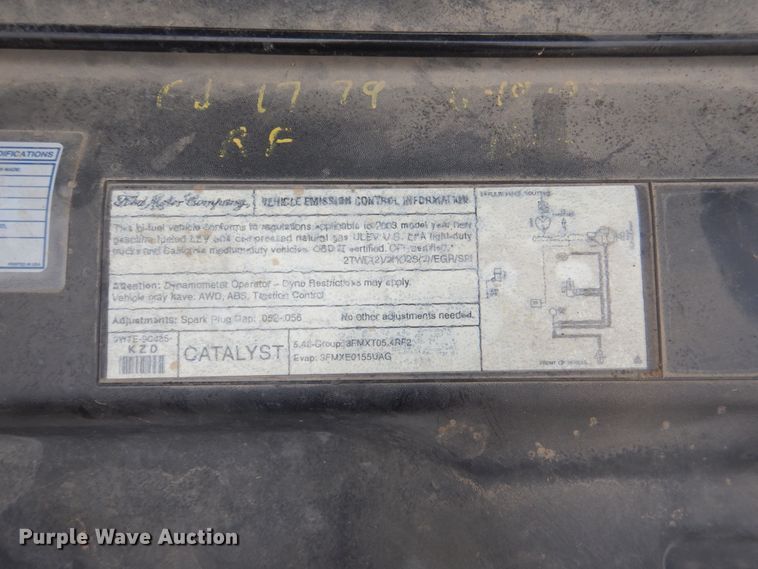 CJ 17 79
RF
DIFICATIONS
Ford Motor Company
VEHICLE EMISSION CONTROL INFORMATION
This bi-fuel vehicle conforms to regulations applicable to 2003 model year new
gasoline fueled LEV and compressed natural gas ULEV U.S. EPA light-duty
trucks and California medium duty vehicles. OBD II certified.
2TWC(2)/2HO2S(2)/EGR/SFI
Attention: Dynamometer Operator - Dyno Restrictions may apply.
Vehicle may have: AWD, ABS, Traction Control
Adjustments: Spark Plug Gap: .052-.056
No other adjustments needed.
KZD
CATALYST
5.4L-Group: 3FMXT05.4RF2
Evap: 3FMXE0155UAG
FRONT OF VEHICLE
Purple Wave Auction®